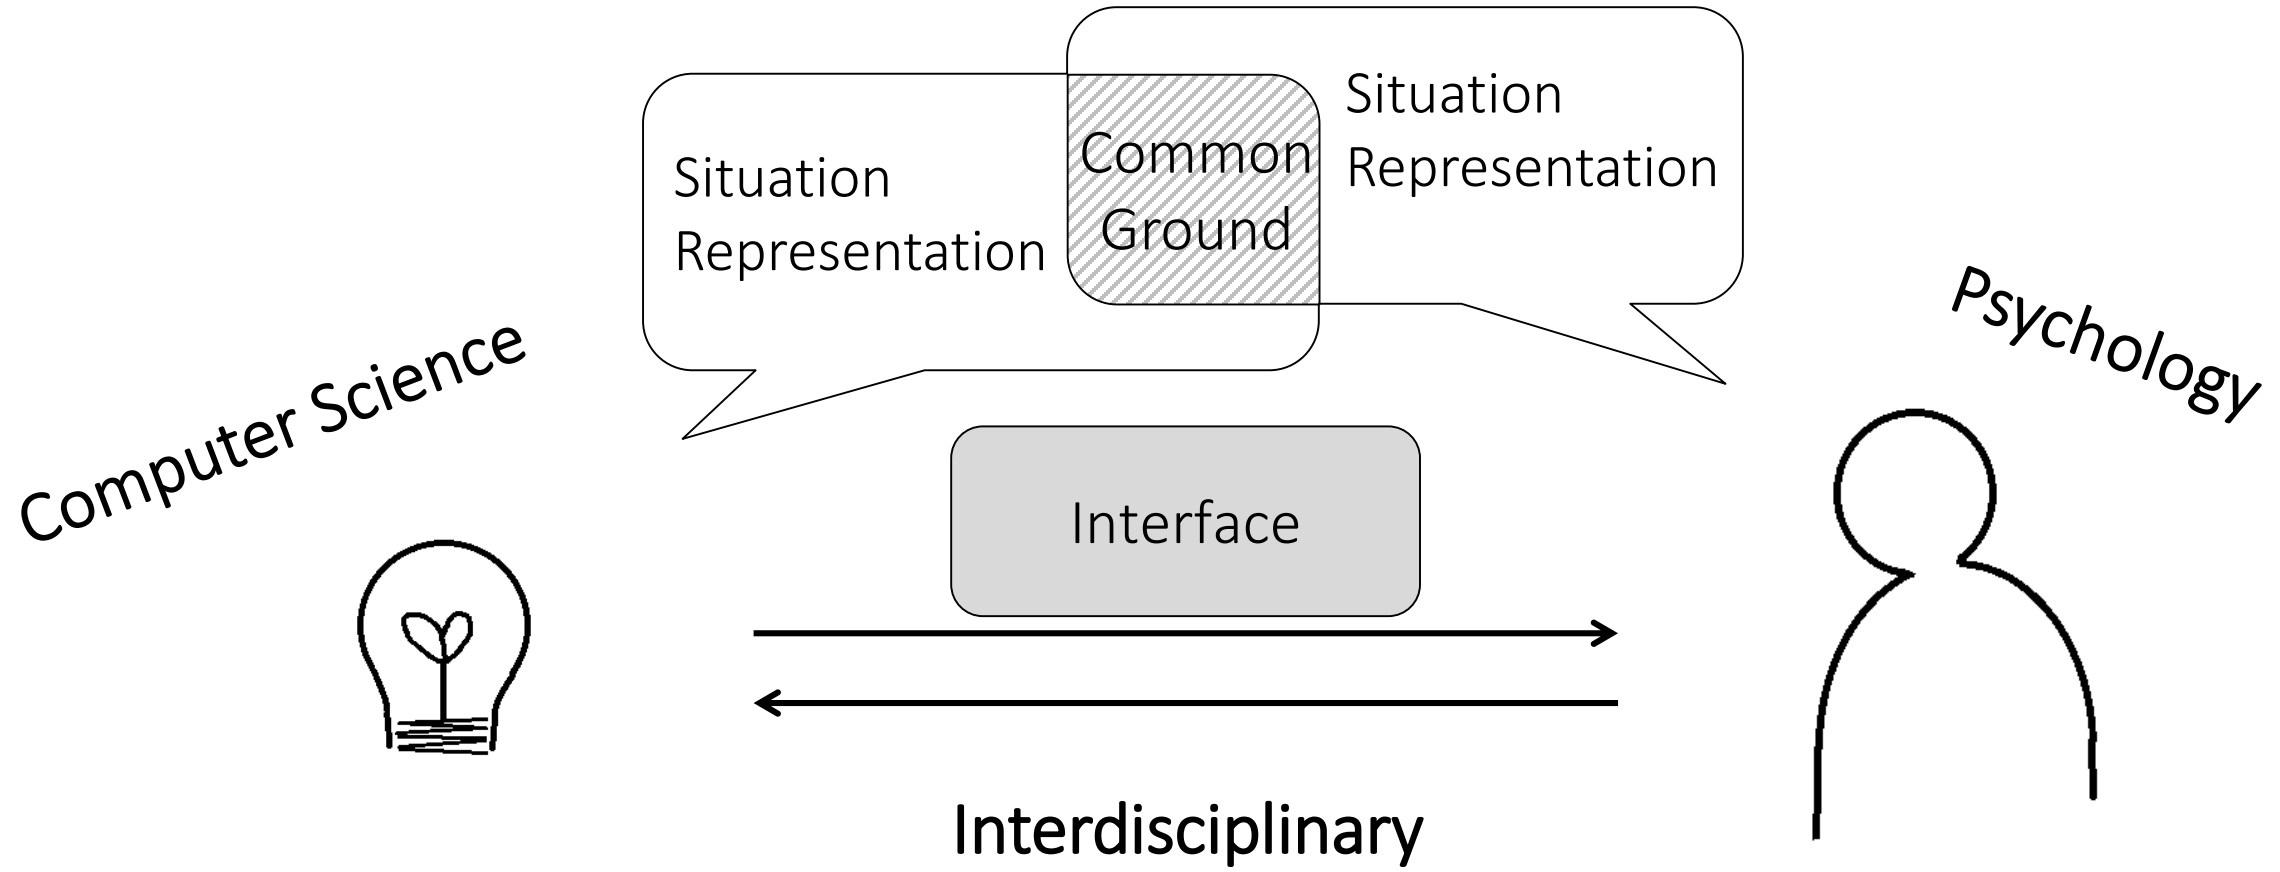 Situation
Representation
Common
Ground
Situation
Representation
Computer Science
Psychology
Interface
Interdisciplinary